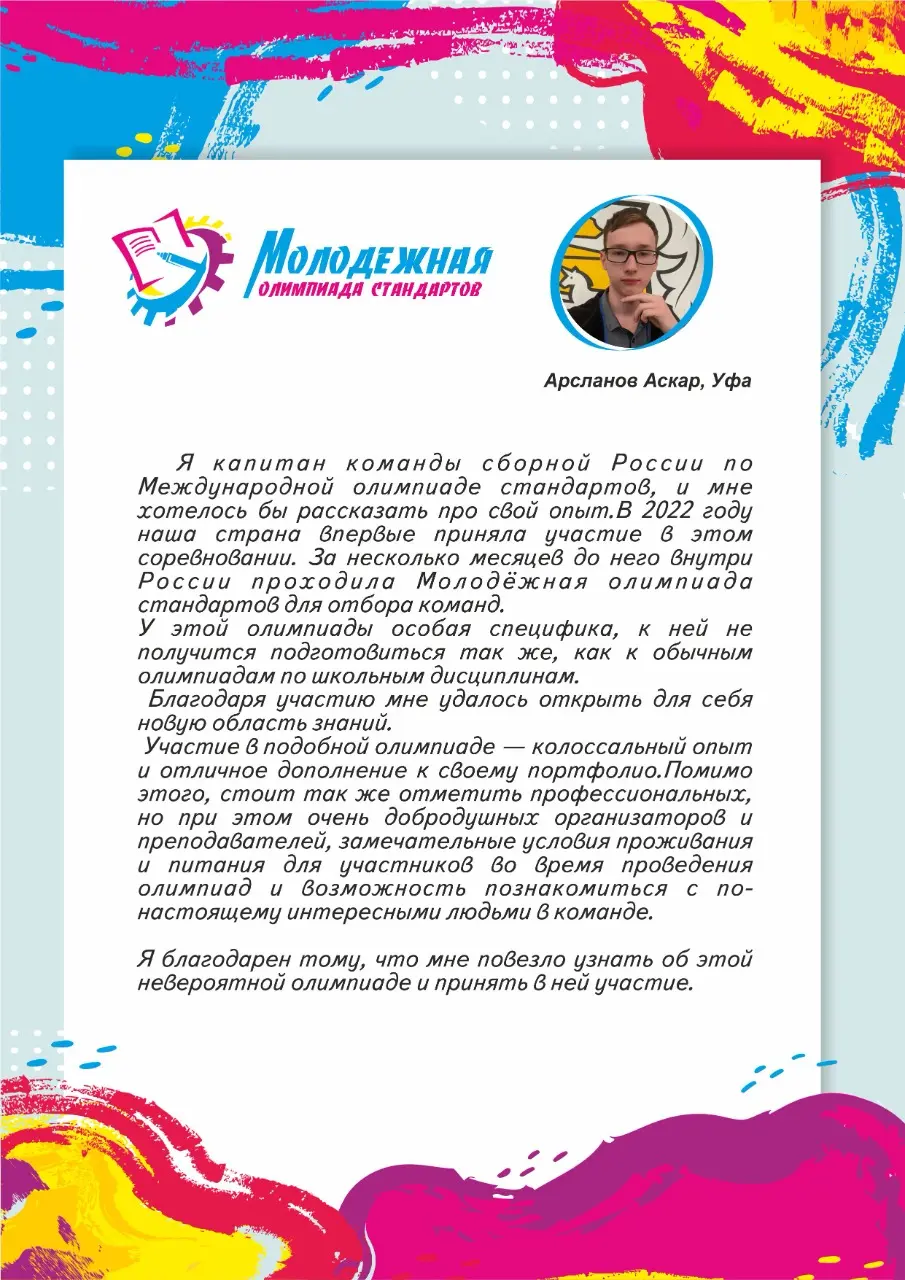 Молодежная
олимпиада стандартов
Арсланов Аскар, Уфа
Я капитан команды сборной России по
Международной олимпиаде стандартов, и мне
хотелось бы рассказать про свой опыт.В 2022 году
наша страна впервые приняла участие в этом
соревновании. За несколько месяцев до него внутри
России проходила Молодёжная олимпиада
стандартов для отбора команд.
У этой олимпиады особая специфика, к ней не
получится подготовиться так же, как к обычным
олимпиадам по школьным дисциплинам.
Благодаря участию мне удалось открыть для себя
новую область знаний.
Участие в подобной олимпиаде — колоссальный опыт
и отличное дополнение к своему портфолио.Помимо
этого, стоит так же отметить профессиональных,
но при этом очень добродушных организаторов и
преподавателей, замечательные условия проживания
и питания для участников во время проведения
олимпиад и возможность познакомиться с по-
настоящему интересными людьми в команде.
Я благодарен тому, что мне повезло узнать об этой
невероятной олимпиаде и принять в ней участие.